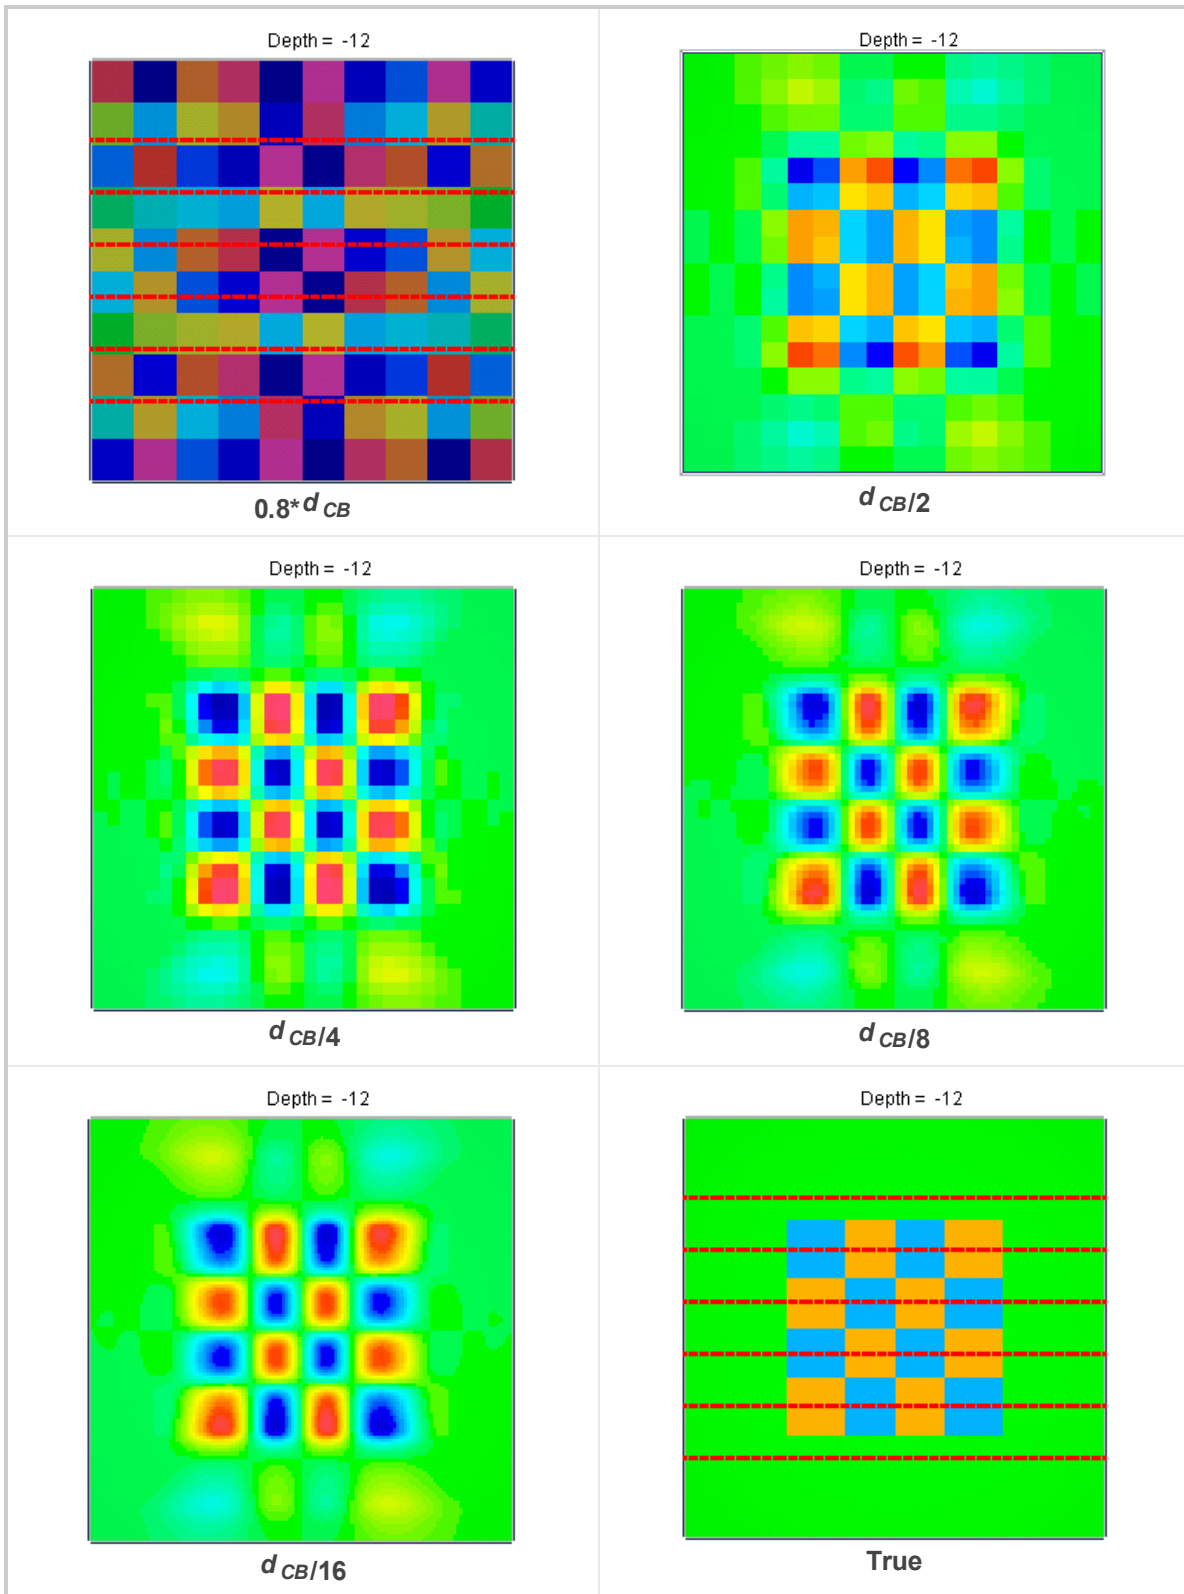 Depth = -12
Depth = -12
0.8* d CB
d CB/2
Depth = -12
Depth = -12
d CB/4
d CB/8
Depth = -12
Depth = -12
d CB/16
True